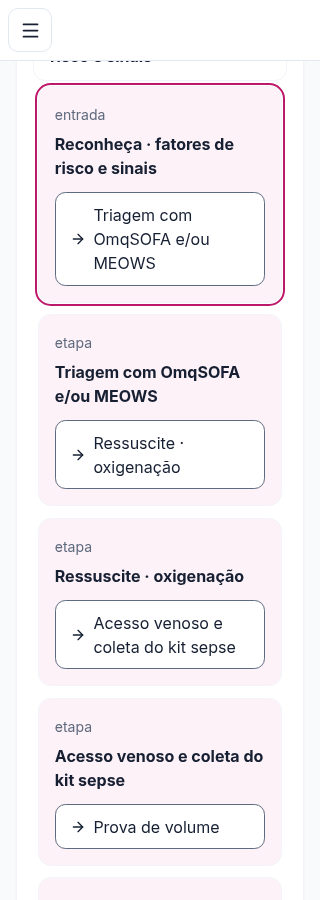 entrada
Reconheça · fatores de
risco e sinais
→ Triagem com
OmqSOFA e/ou
MEOWS
etapa
Triagem com OmqSOFA
e/ou MEOWS
→ Ressuscite ·
oxigenação
etapa
Ressuscite · oxigenação
→ Acesso venoso e
coleta do kit sepse
etapa
Acesso venoso e coleta do
kit sepse
→ Prova de volume